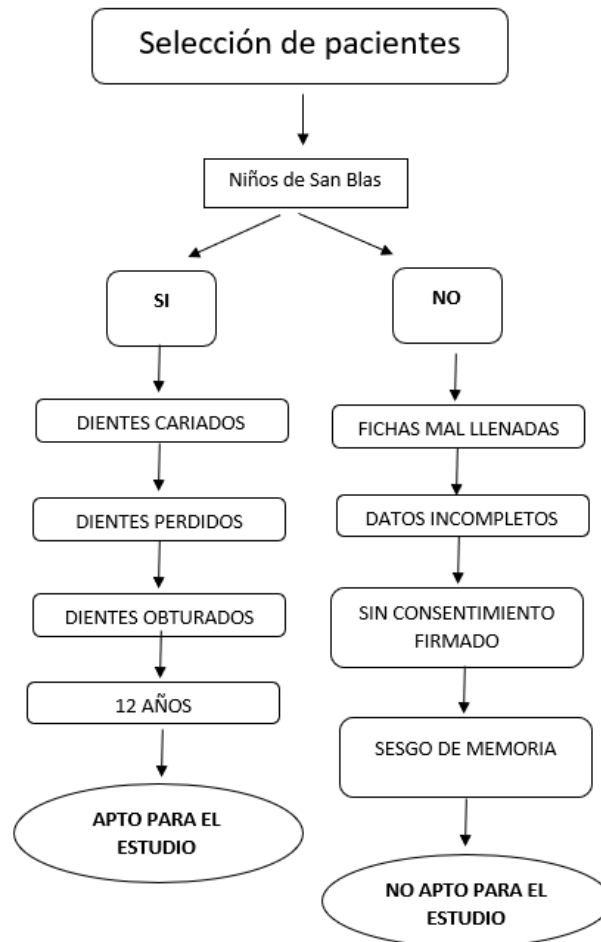 Selección de pacientes
Niños de San Blas
SI
NO
DIENTES CARIADOS
FICHAS MAL LLENADAS
DIENTES PERDIDOS
DATOS INCOMPLETOS
DIENTES OBTURADOS
SIN CONSENTIMIENTO
FIRMADO
12 AÑOS
SESGO DE MEMORIA
APTO PARA EL
ESTUDIO
NO APTO PARA EL
ESTUDIO